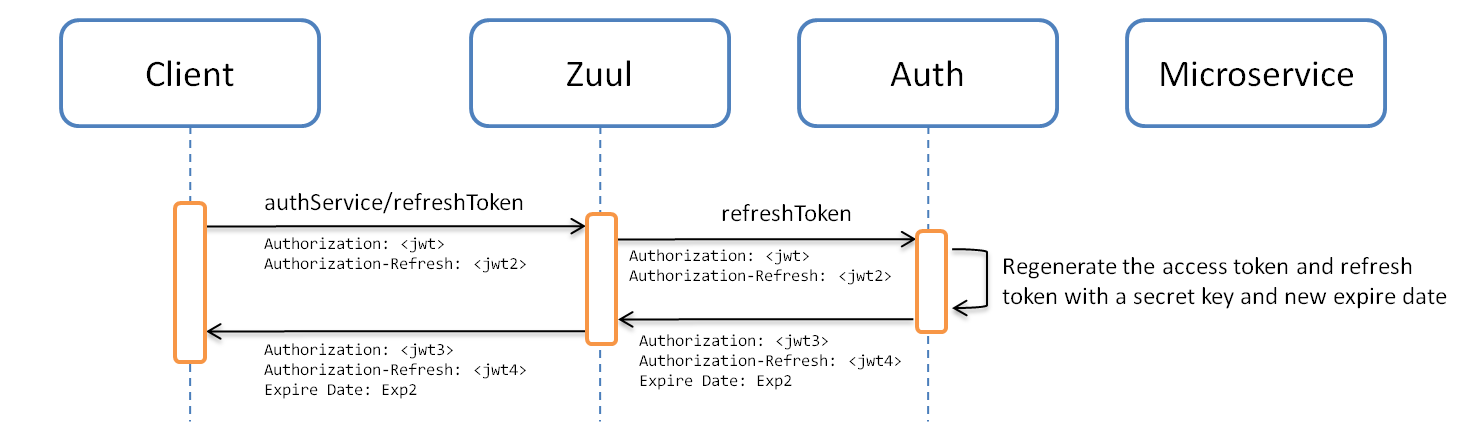 Client
Zuul
Auth
Microservice
authService/refreshToken
Authorization: <jwt>
Authorization-Refresh: <jwt2>
refreshToken
Authorization: <jwt>
Authorization-Refresh: <jwt2>
Regenerate the access token and refresh
token with a secret key and new expire date
Authorization: <jwt3>
Authorization-Refresh: <jwt4>
Expire Date: Exp2
Authorization: <jwt3>
Authorization-Refresh: <jwt4>
Expire Date: Exp2